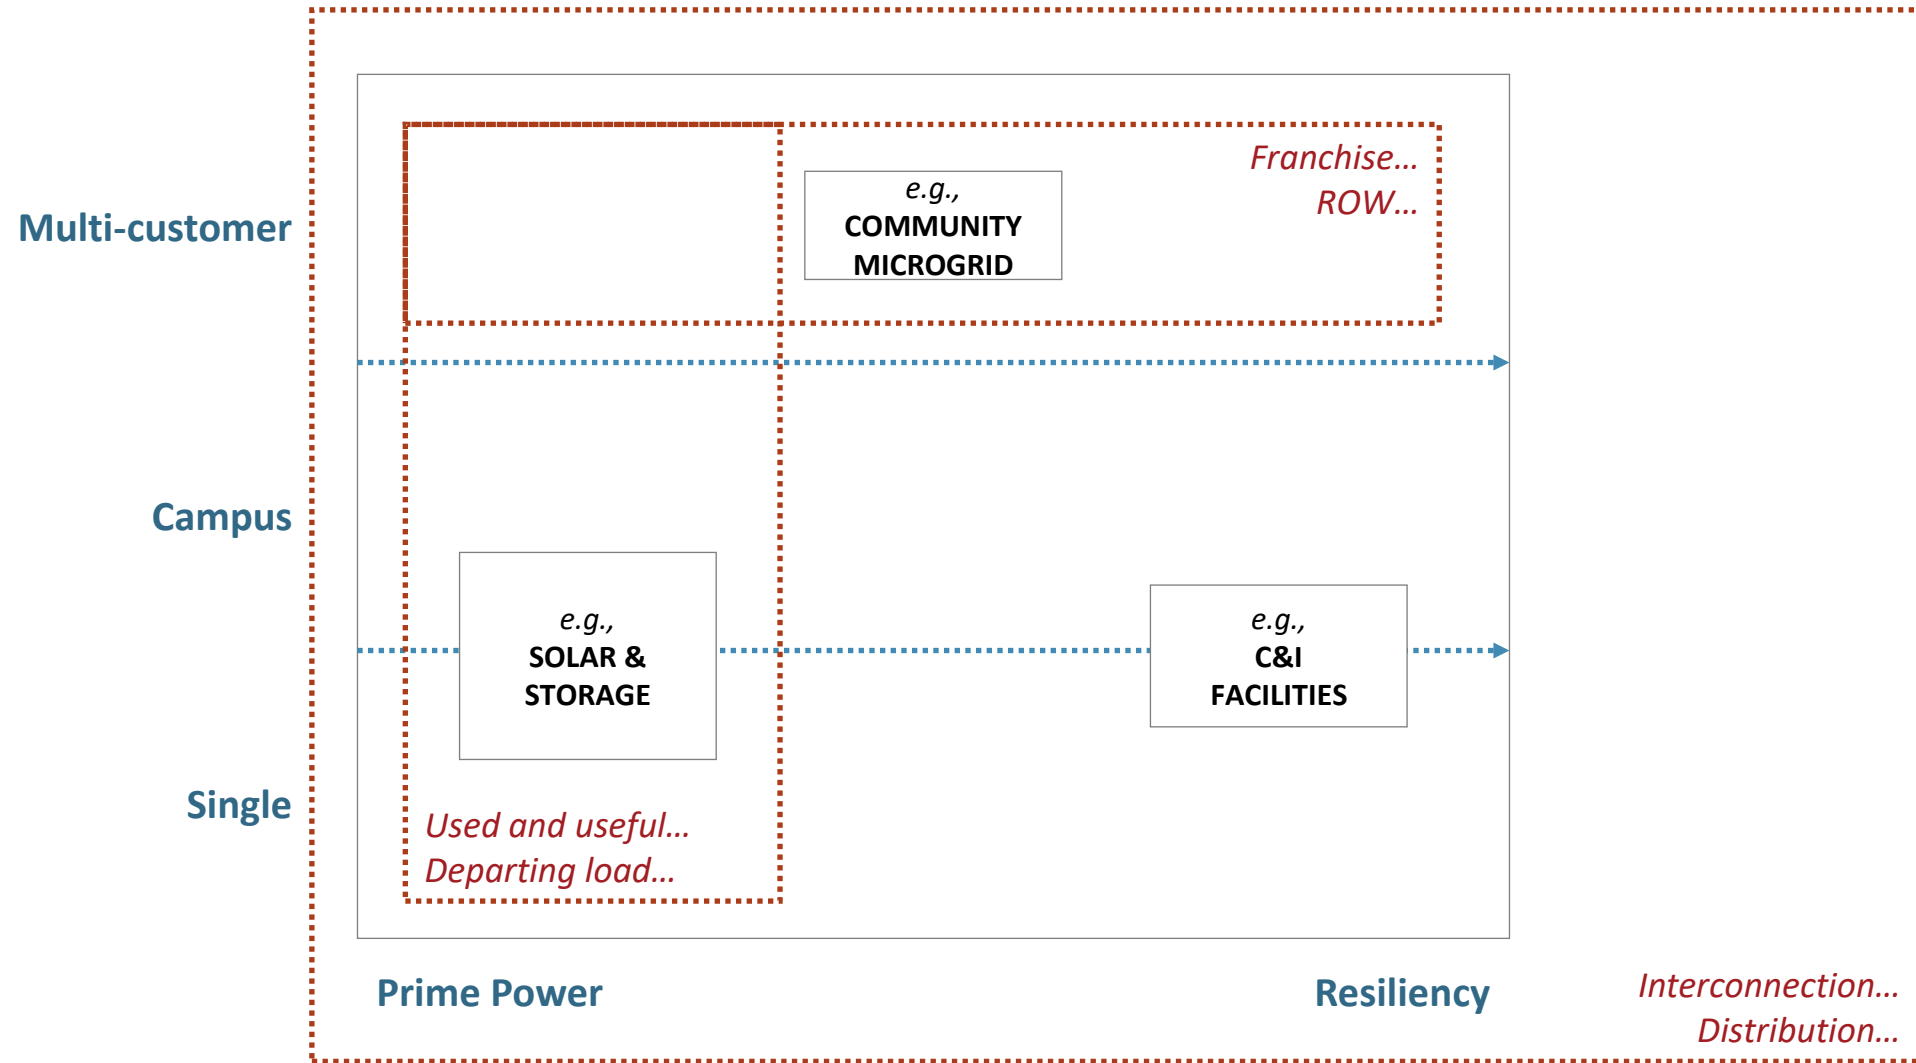 Franchise…
ROW…
e.g.,
COMMUNITY
MICROGRID
Multi-customer
Campus
e.g.,
SOLAR &
STORAGE
e.g.,
C&I
FACILITIES
Single
Used and useful…
Departing load…
Prime Power
Resiliency
Interconnection…
Distribution…